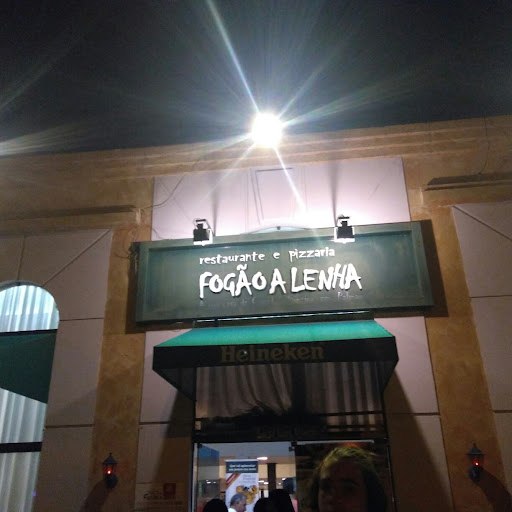 restaurante e pizzaria
FOGÃO A LENHA
Heineken